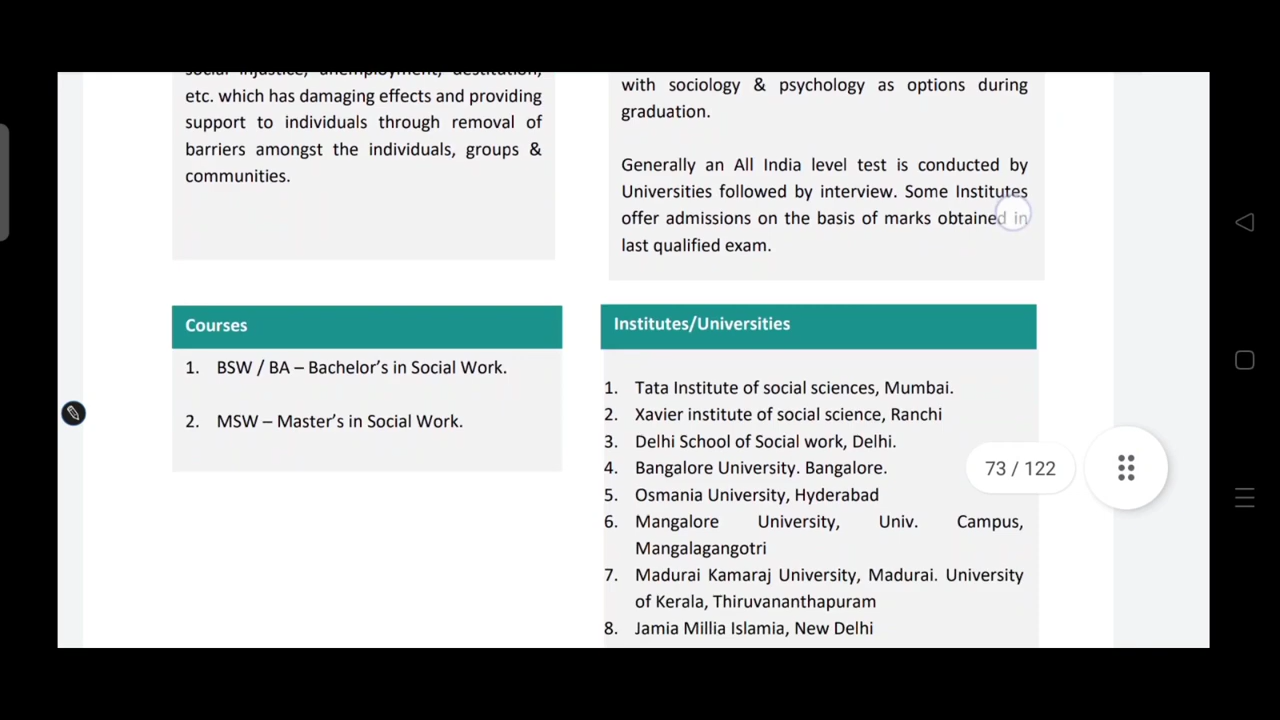 social injustice, unemployment, destitution,
etc. which has damaging effects and providing
support to individuals through removal of
barriers amongst the individuals, groups &
communities.
with sociology & psychology as options during
graduation.
Generally an All India level test is conducted by
Universities followed by interview. Some Institutes
offer admissions on the basis of marks obtained in
last qualified exam.
Courses
1. BSW / BA – Bachelor’s in Social Work.
2. MSW – Master’s in Social Work.
Institutes/Universities
1. Tata Institute of social sciences, Mumbai.
2. Xavier institute of social science, Ranchi
3. Delhi School of Social work, Delhi.
4. Bangalore University. Bangalore.
5. Osmania University, Hyderabad
6. Mangalore University, Univ. Campus,
Mangalagangotri
7. Madurai Kamaraj University, Madurai. University
of Kerala, Thiruvananthapuram
8. Jamia Millia Islamia, New Delhi
73 / 122